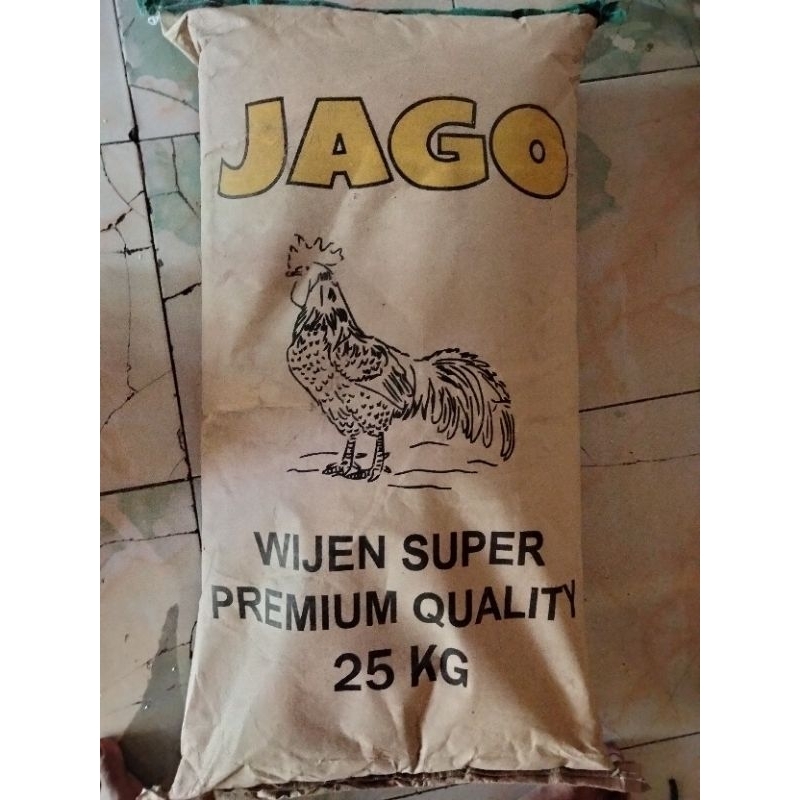 JAGO
WIJEN SUPER
PREMIUM QUALITY
25 KG